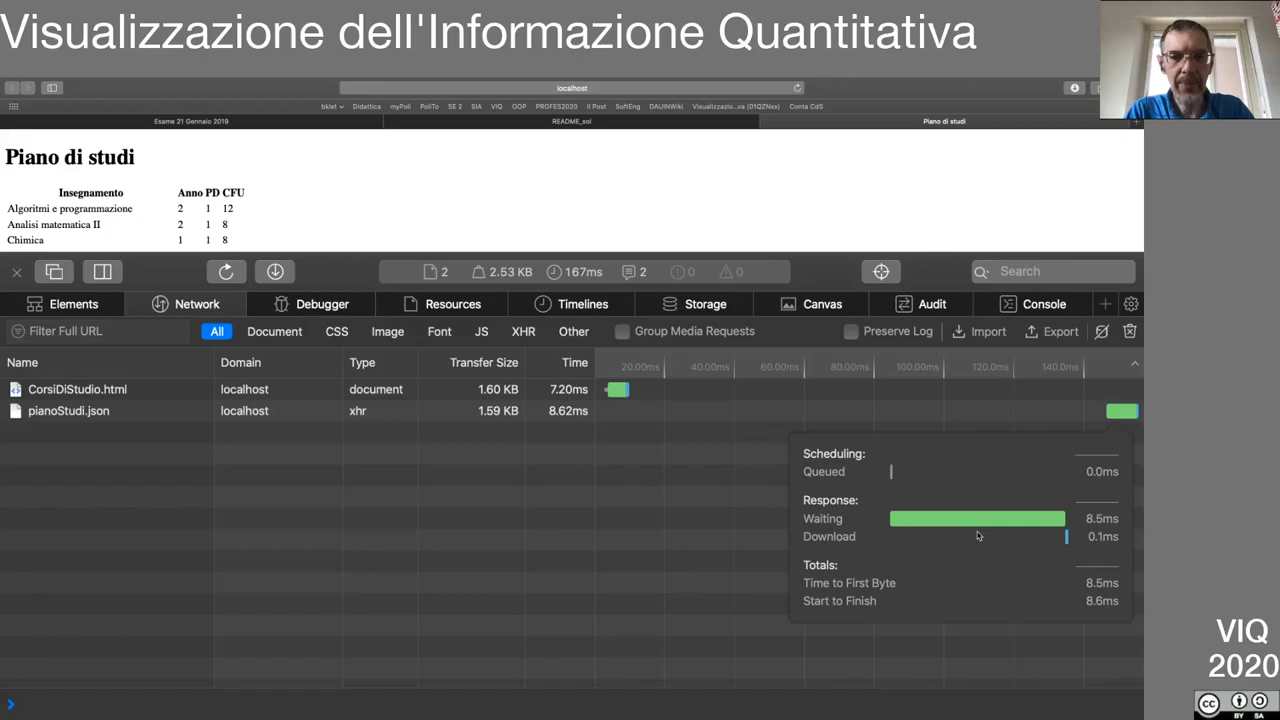 Visualizzazione dell'Informazione Quantitativa
localhost
bklet Didattica myPoli PoliTo SE 2 SIA VIQ OOP PROFES2020 Il Post SoftEng DAUINWiki Visualizzazio...va (01QZNxx) Conta CdS
Esame 21 Gennaio 2019 README_sol Piano di studi
Piano di studi
Insegnamento Anno PD CFU
Algoritmi e programmazione 2 1 12
Analisi matematica II 2 1 8
Chimica 1 1 8
2 2.53 KB 167ms 2 0 0 Search
Elements Network Debugger Resources Timelines Storage Canvas Audit Console
Filter Full URL All Document CSS Image Font JS XHR Other Group Media Requests Preserve Log Import Export
Name Domain Type Transfer Size Time 20.00ms 40.00ms 60.00ms 80.00ms 100.00ms 120.0ms 140.0ms
CorsiDiStudio.html localhost document 1.60 KB 7.20ms
pianoStudi.json localhost xhr 1.59 KB 8.62ms
Scheduling:
Queued 0.0ms
Response:
Waiting 8.5ms
Download 0.1ms
Totals:
Time to First Byte 8.5ms
Start to Finish 8.6ms
VIQ
2020
CC
BY SA